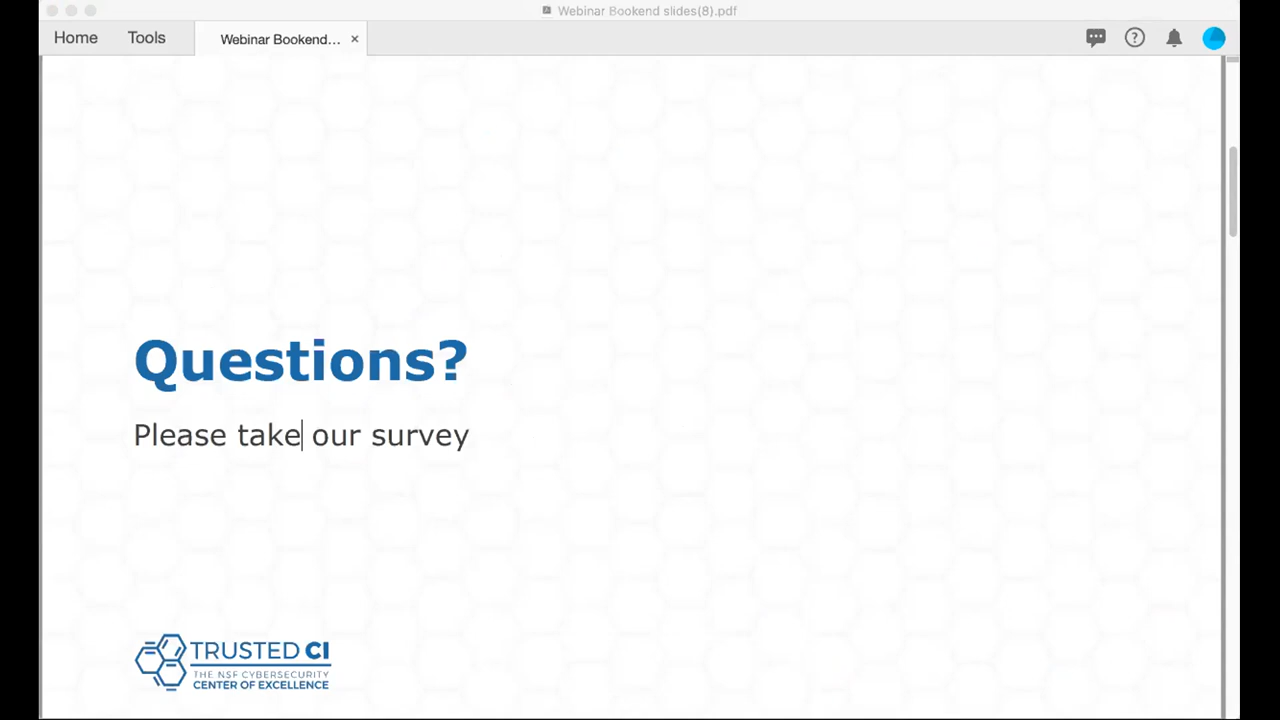 Webinar Bookend slides(8).pdf
Home Tools Webinar Bookend... ×
Questions?
Please take our survey
TRUSTED CI
THE NSF CYBERSECURITY
CENTER OF EXCELLENCE